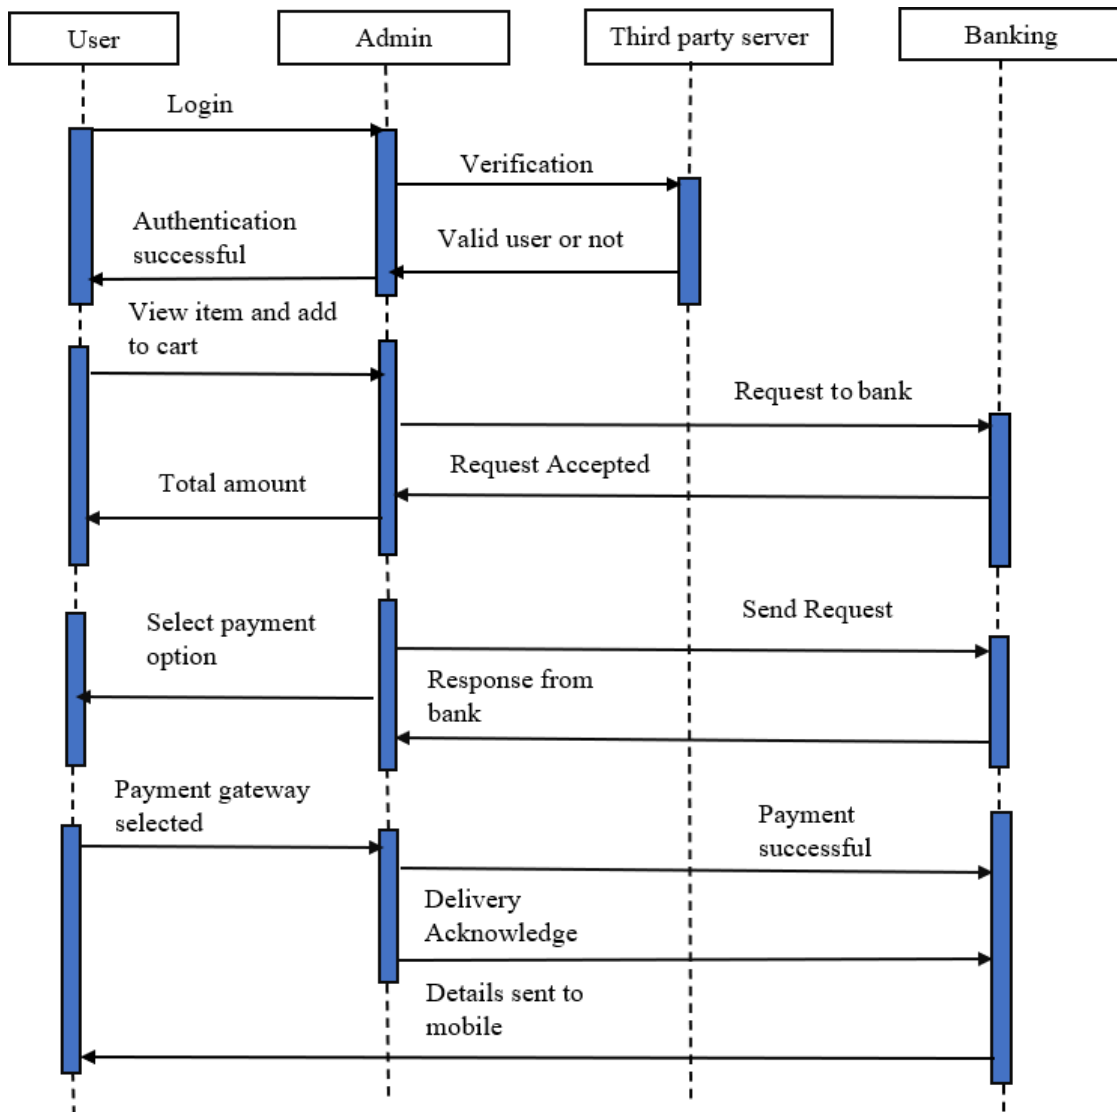 User
Admin
Third party server
Banking
Login
Verification
Authentication
successful
Valid user or not
View item and add
to cart
Request to bank
Request Accepted
Total amount
Send Request
Select payment
option
Response from
bank
Payment gateway
selected
Payment
successful
Delivery
Acknowledge
Details sent to
mobile